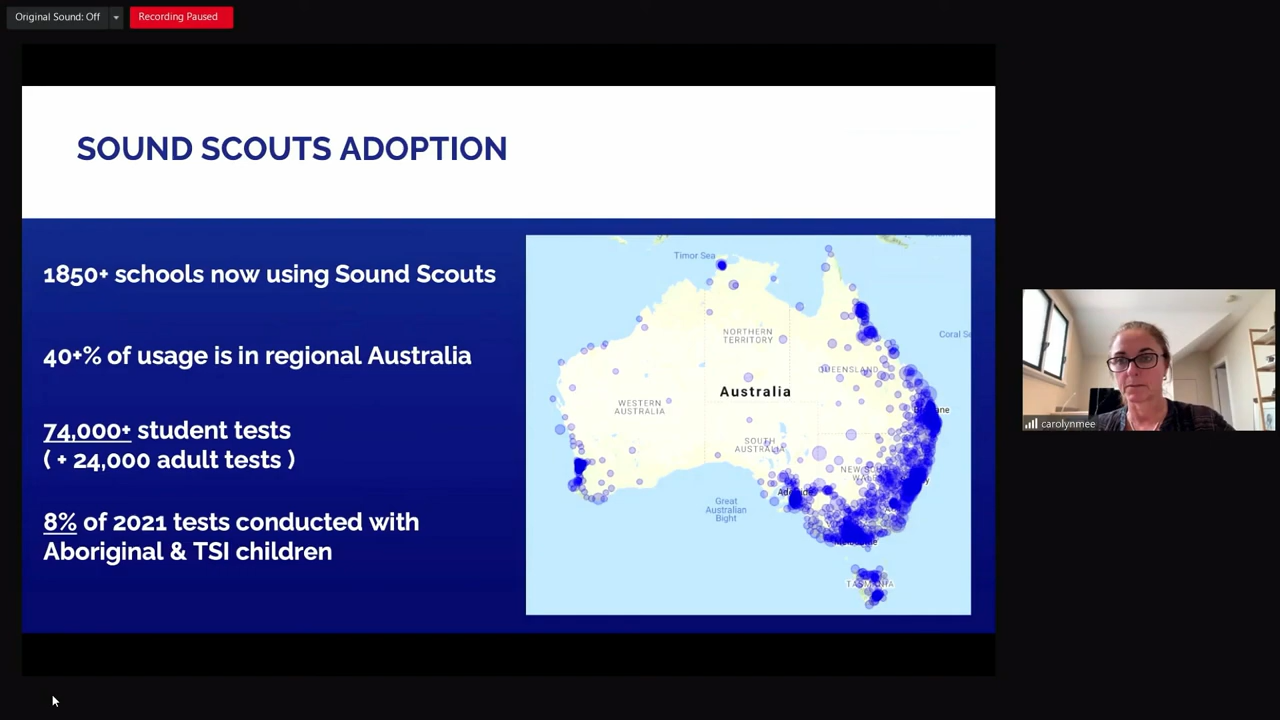 Original Sound: Off
Recording Paused
SOUND SCOUTS ADOPTION
1850+ schools now using Sound Scouts
40+% of usage is in regional Australia
74,000+ student tests
( + 24,000 adult tests )
8% of 2021 tests conducted with
Aboriginal & TSI children
Timor Sea
NORTHERN
TERRITORY
Coral
QUEENSLAND
Australia
WESTERN
AUSTRALIA
SOUTH
AUSTRALIA
Great
Australian
Bight
carolynmee